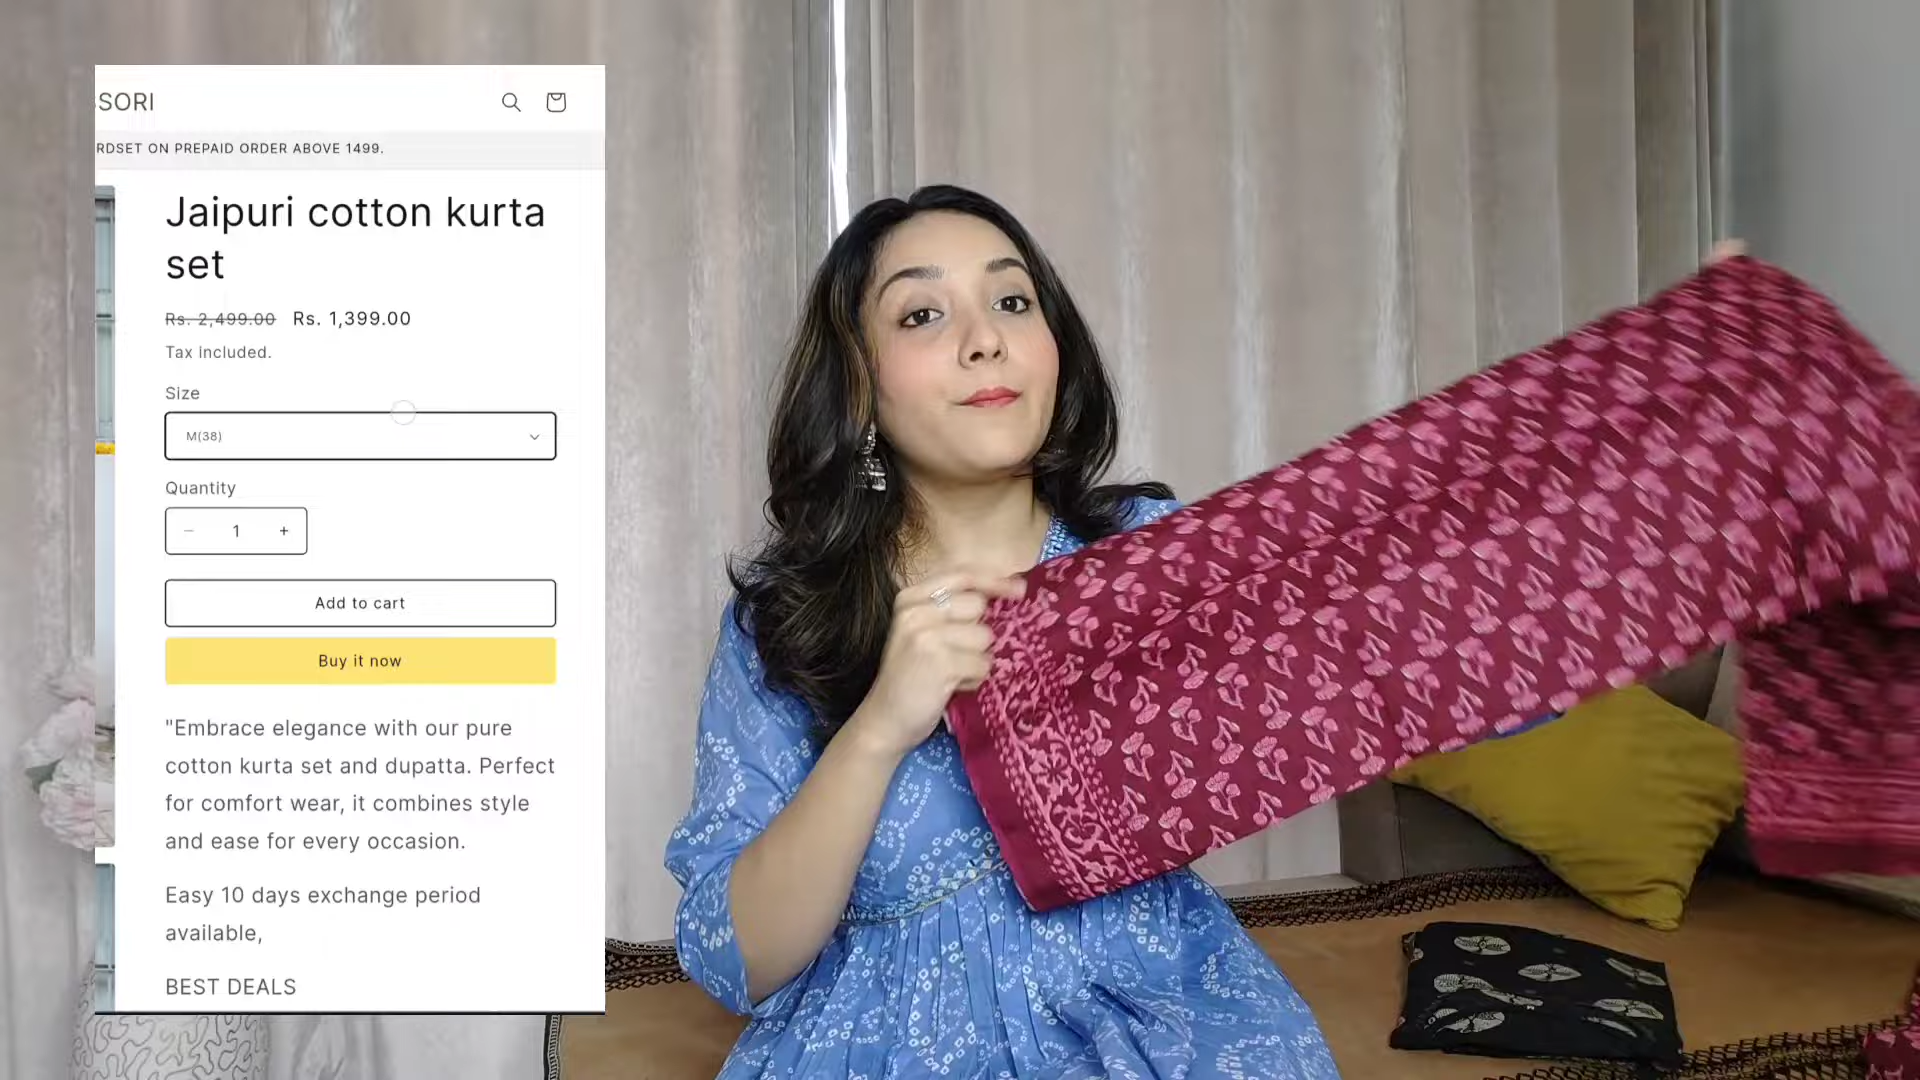 SORI
RDSET ON PREPAID ORDER ABOVE 1499.
Jaipuri cotton kurta
set
Rs. 2,499.00 Rs. 1,399.00
Tax included.
Size
M(38)
Quantity
− 1 +
Add to cart
Buy it now
"Embrace elegance with our pure
cotton kurta set and dupatta. Perfect
for comfort wear, it combines style
and ease for every occasion.
Easy 10 days exchange period
available,
BEST DEALS